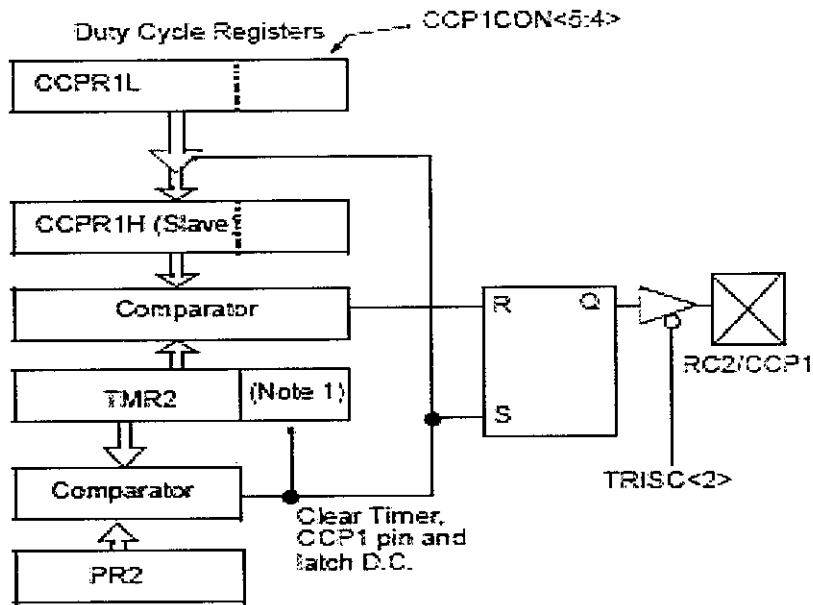 Duty Cycle Registers
CCP1CON<5:4>
CCPR1L
CCPR1H (Slave)
Comparator
R
Q
RC2/CCP1
TMR2
(Note 1)
S
TRISC<2>
Comparator
Clear Timer,
CCP1 pin and
latch D.C.
PR2